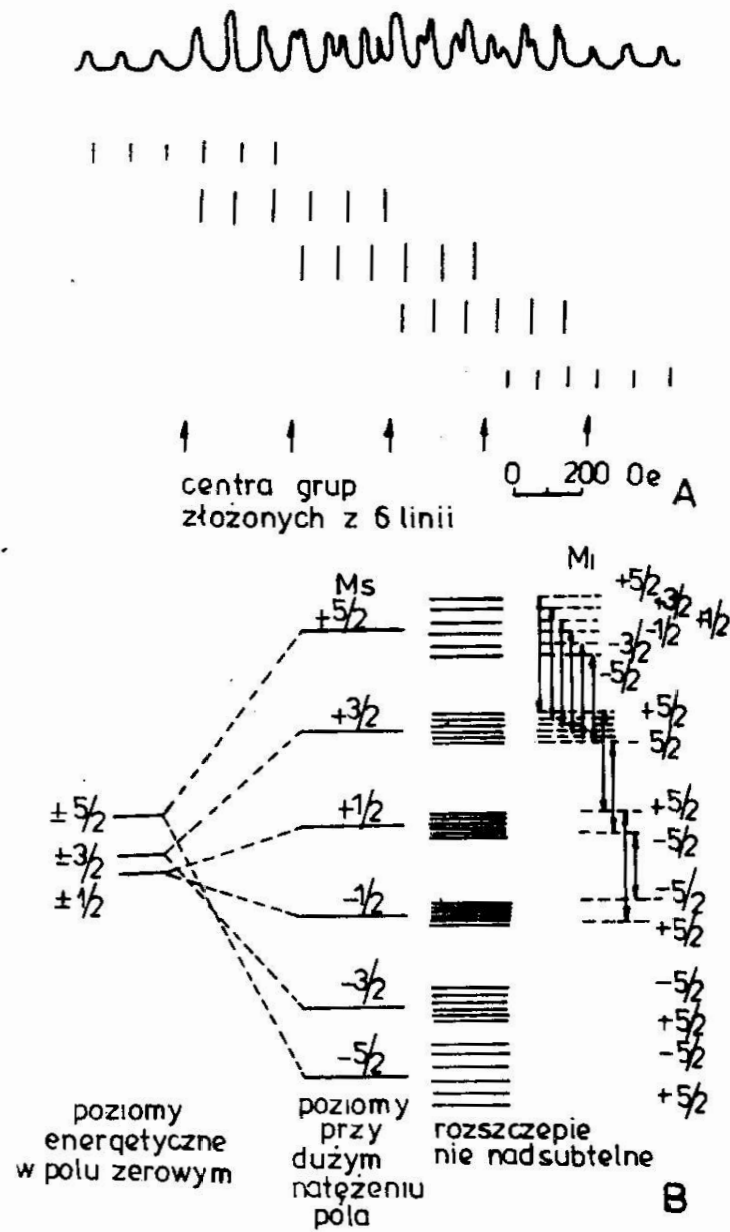 centra grup
złożonych z 6 linii
0 200 Oe
A
Ms
+5/2
+3/2
+1/2
-1/2
-3/2
-5/2
± 5/2
±3/2
± 1/2
MI
+5/2
+3/2
+1/2
-1/2
-3/2
-5/2
+5/2
5/2
+5/2
-5/2
-5/2
+5/2
-5/2
+5/2
-5/2
+5/2
poziomy
energetyczne
w polu zerowym
poziomy
przy
dużym
natężeniu
pola
rozszczepie
nie nadsubtelne
B